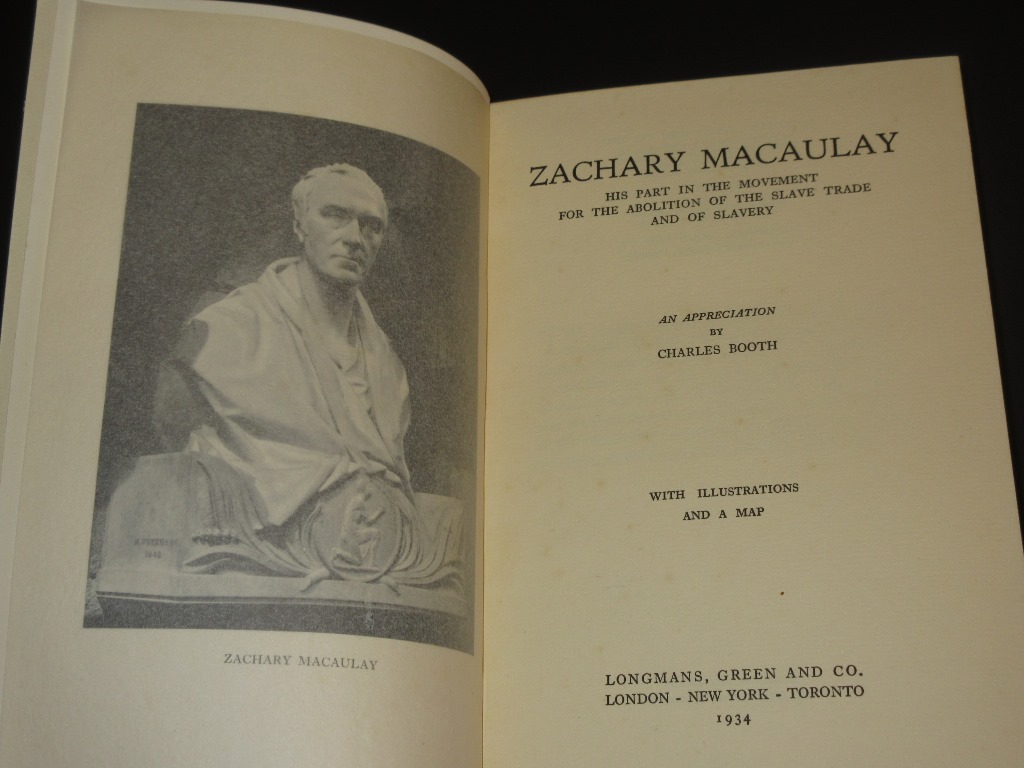 ZACHARY MACAULAY
ZACHARY MACAULAY
HIS PART IN THE MOVEMENT
FOR THE ABOLITION OF THE SLAVE TRADE
AND OF SLAVERY
AN APPRECIATION
BY
CHARLES BOOTH
WITH ILLUSTRATIONS
AND A MAP
LONGMANS, GREEN AND CO.
LONDON - NEW YORK - TORONTO
1934